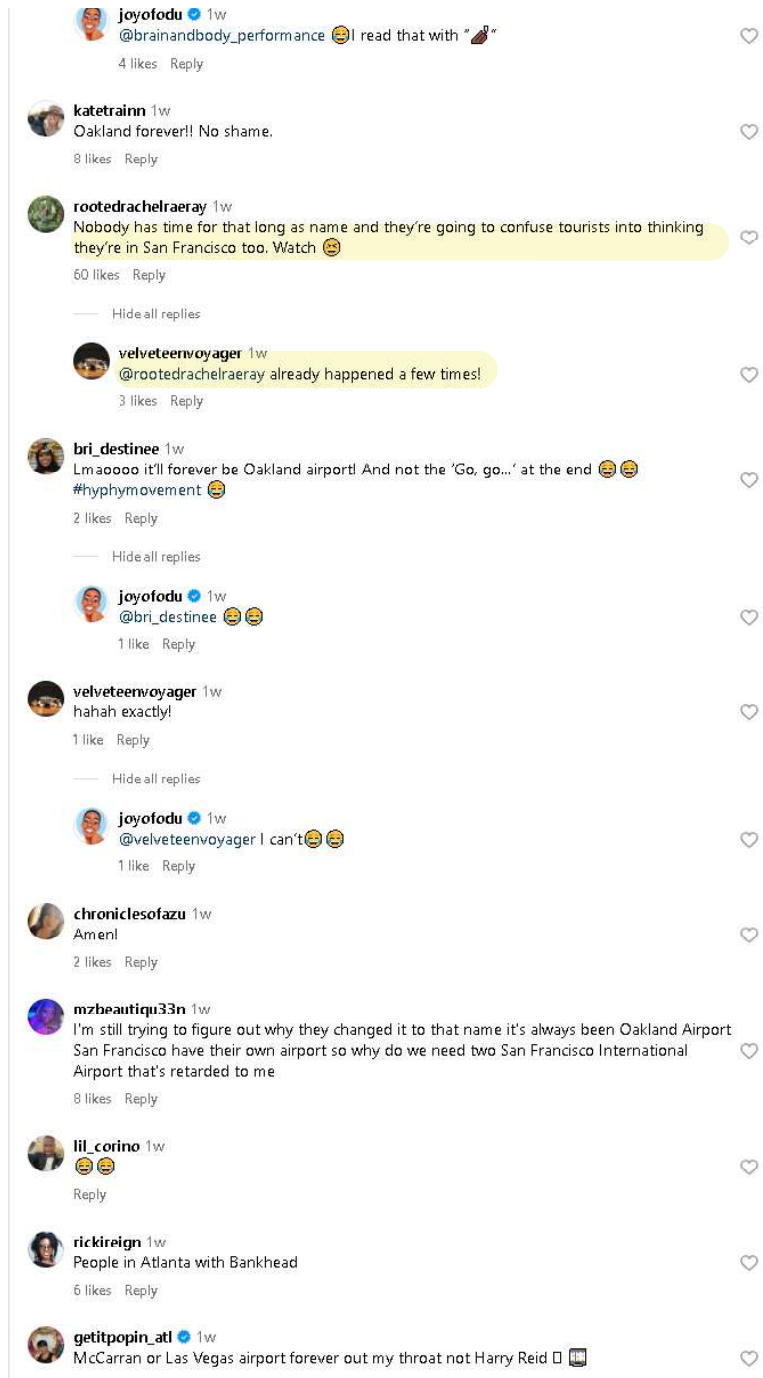 joyofodu 1w
@brainandbody_performance 😂I read that with "💅🏿"
4 likes Reply
katetrainn 1w
Oakland forever!! No shame.
8 likes Reply
rootedrachelraeray 1w
Nobody has time for that long as name and they're going to confuse tourists into thinking
they're in San Francisco too. Watch 😆
60 likes Reply
Hide all replies
velveteenvoyager 1w
@rootedrachelraeray already happened a few times!
3 likes Reply
bri_destinee 1w
Lmaoooo it'll forever be Oakland airport! And not the 'Go, go...' at the end 😂😂
#hyphymovement 😂
2 likes Reply
Hide all replies
joyofodu 1w
@bri_destinee 😂😂
1 like Reply
velveteenvoyager 1w
hahah exactly!
1 like Reply
Hide all replies
joyofodu 1w
@velveteenvoyager I can't😂😂
1 like Reply
chroniclesofazu 1w
Amen!
2 likes Reply
mzbeautiqu33n 1w
I'm still trying to figure out why they changed it to that name it's always been Oakland Airport
San Francisco have their own airport so why do we need two San Francisco International
Airport that's retarded to me
8 likes Reply
lil_corino 1w
😂😂
Reply
rickireign 1w
People in Atlanta with Bankhead
6 likes Reply
getitpopin_atl 1w
McCarran or Las Vegas airport forever out my throat not Harry Reid